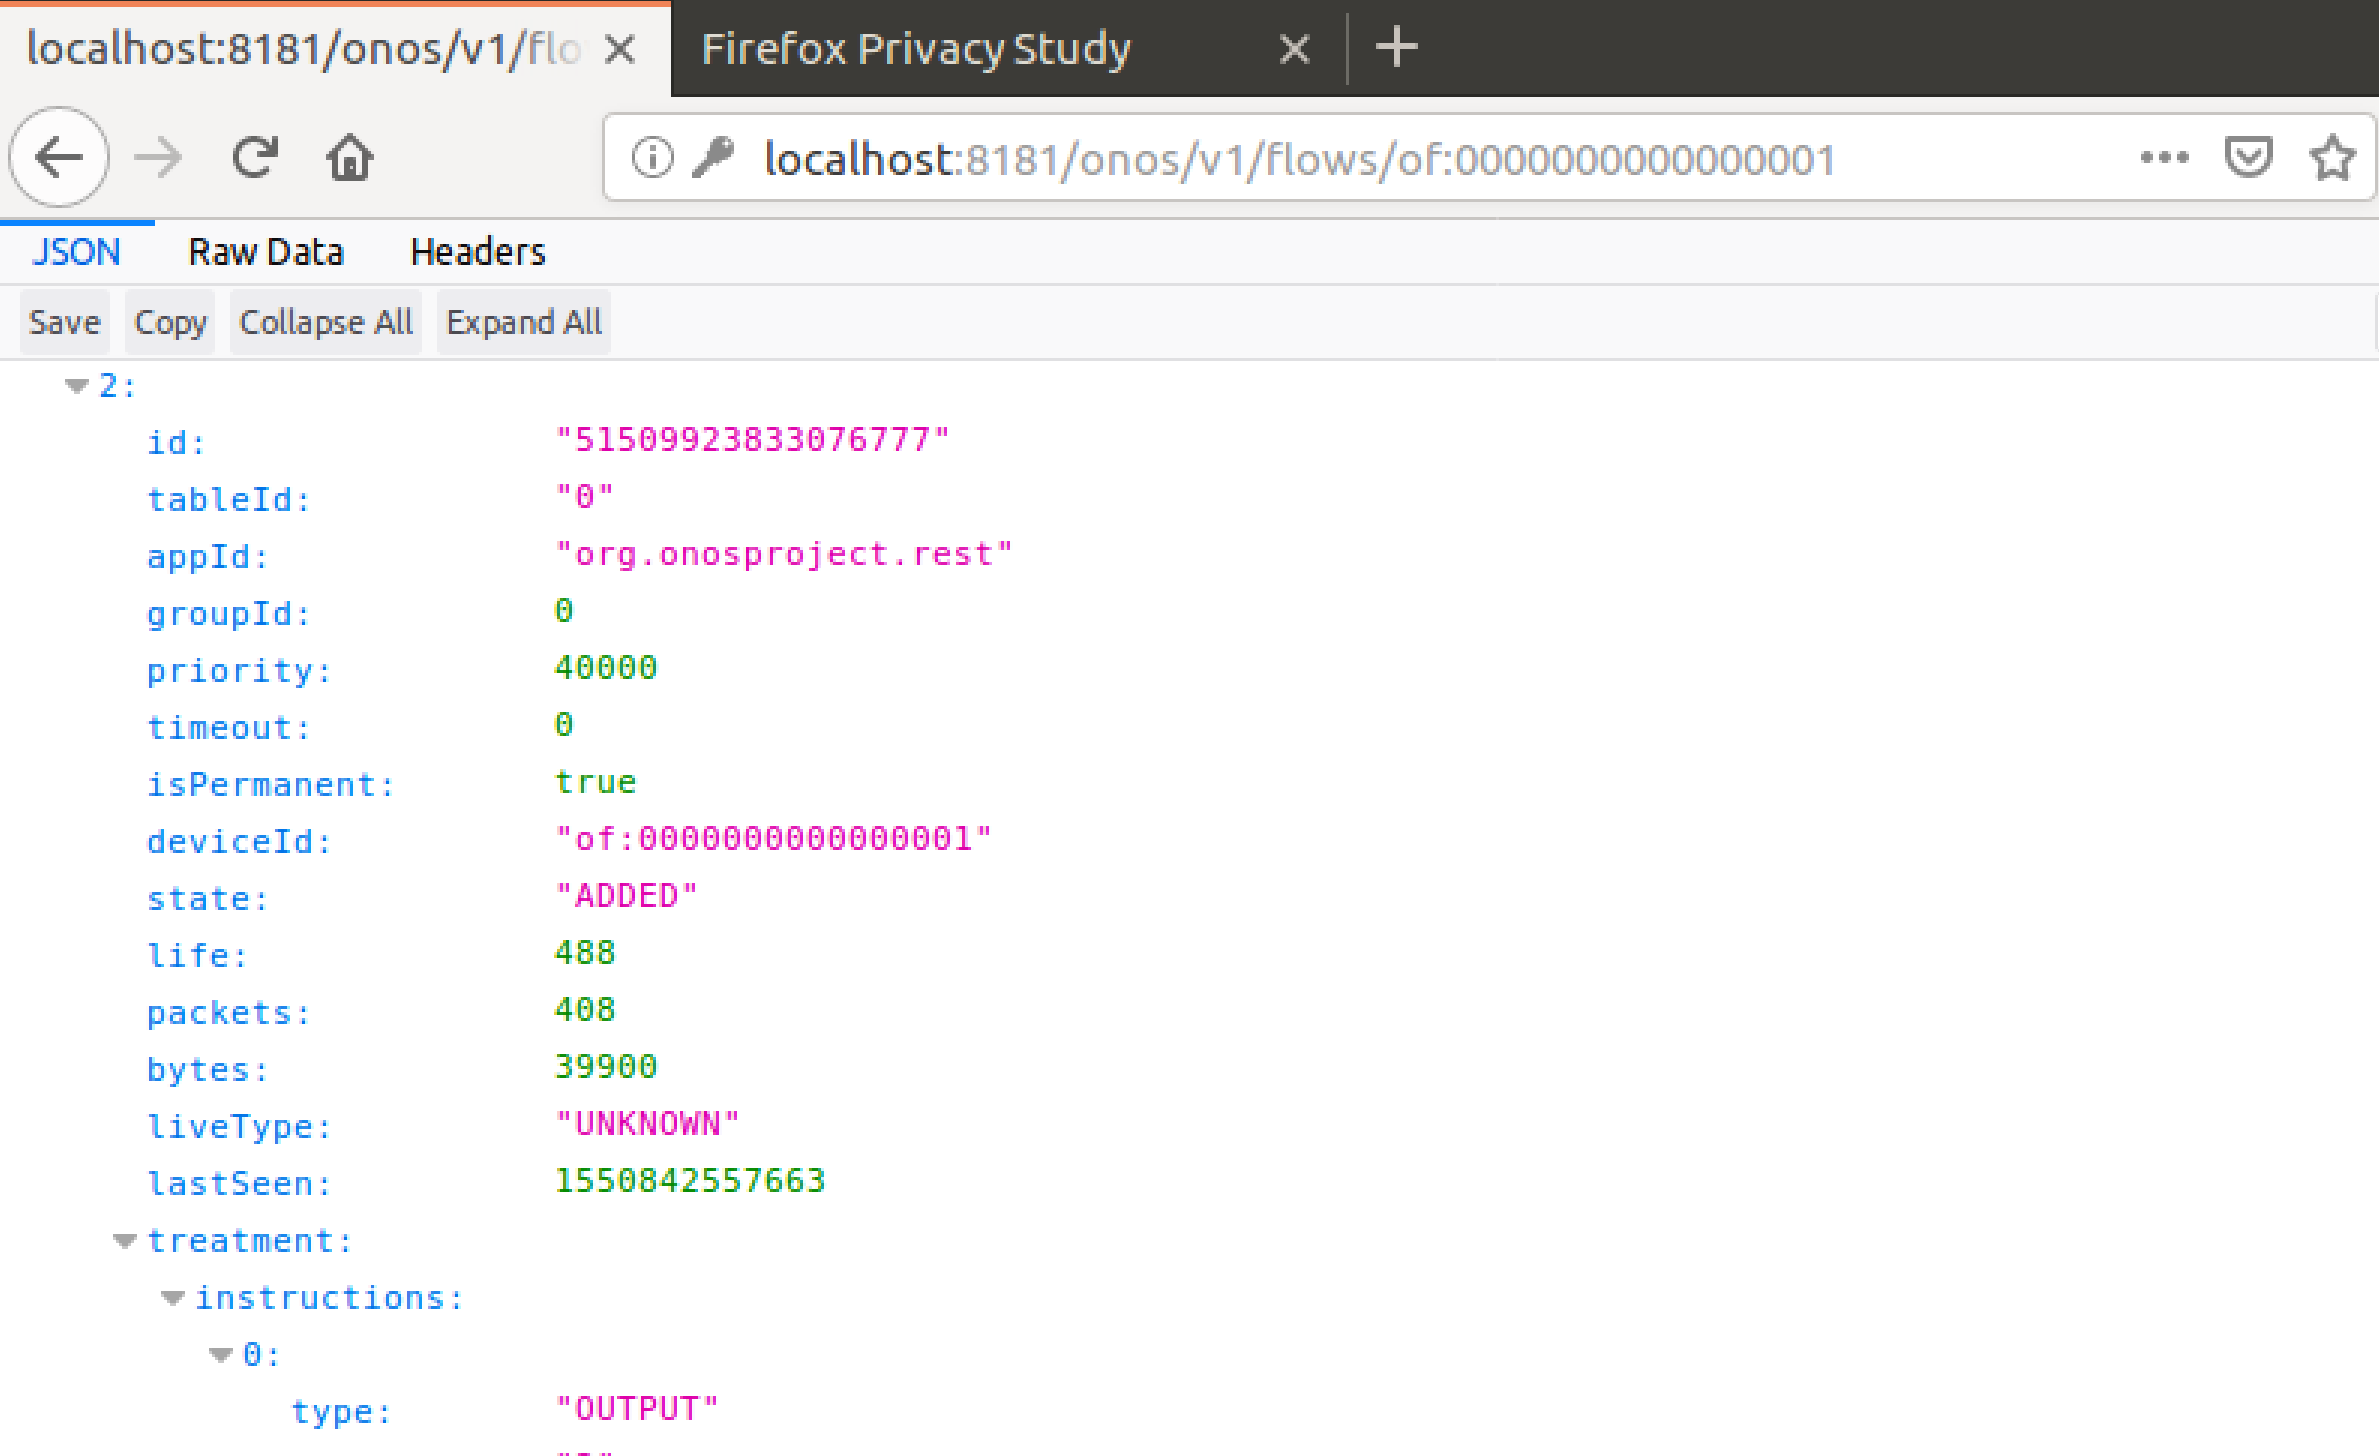 localhost:8181/onos/v1/flo
Firefox Privacy Study
localhost:8181/onos/v1/flows/of:0000000000000001
JSON Raw Data Headers
Save Copy Collapse All Expand All
2:
id: "51509923833076777"
tableId: "0"
appId: "org.onosproject.rest"
groupId: 0
priority: 40000
timeout: 0
isPermanent: true
deviceId: "of:0000000000000001"
state: "ADDED"
life: 488
packets: 408
bytes: 39900
liveType: "UNKNOWN"
lastSeen: 1550842557663
treatment:
instructions:
0:
type: "OUTPUT"